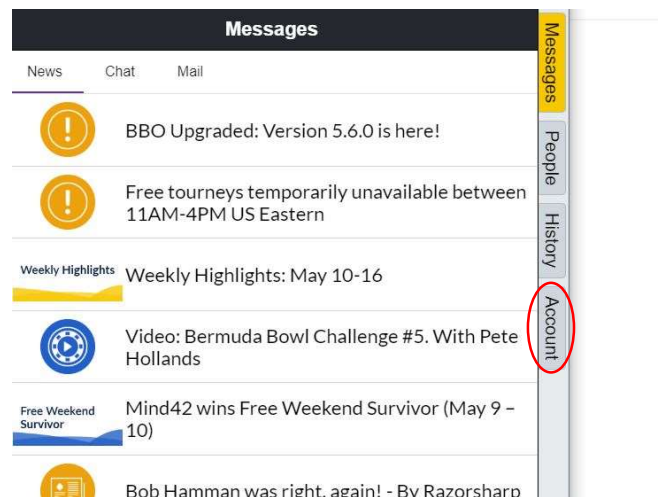 Messages
News Chat Mail
BBO Upgraded: Version 5.6.0 is here!
Free tourneys temporarily unavailable between
11AM-4PM US Eastern
Weekly Highlights
Weekly Highlights: May 10-16
Video: Bermuda Bowl Challenge #5. With Pete
Hollands
Free Weekend
Survivor
Mind42 wins Free Weekend Survivor (May 9 –
10)
Bob Hamman was right, again! - By Razorsharp
Messages
People
History
Account